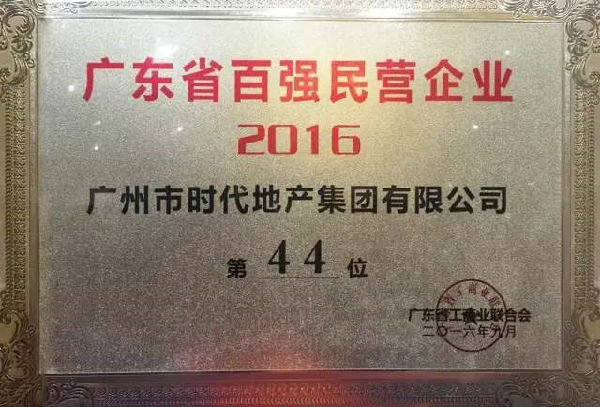 广东省百强民营企业
2016
广州市时代地产集团有限公司
第 44 位
广东省工商业联合会
二〇一六年九月